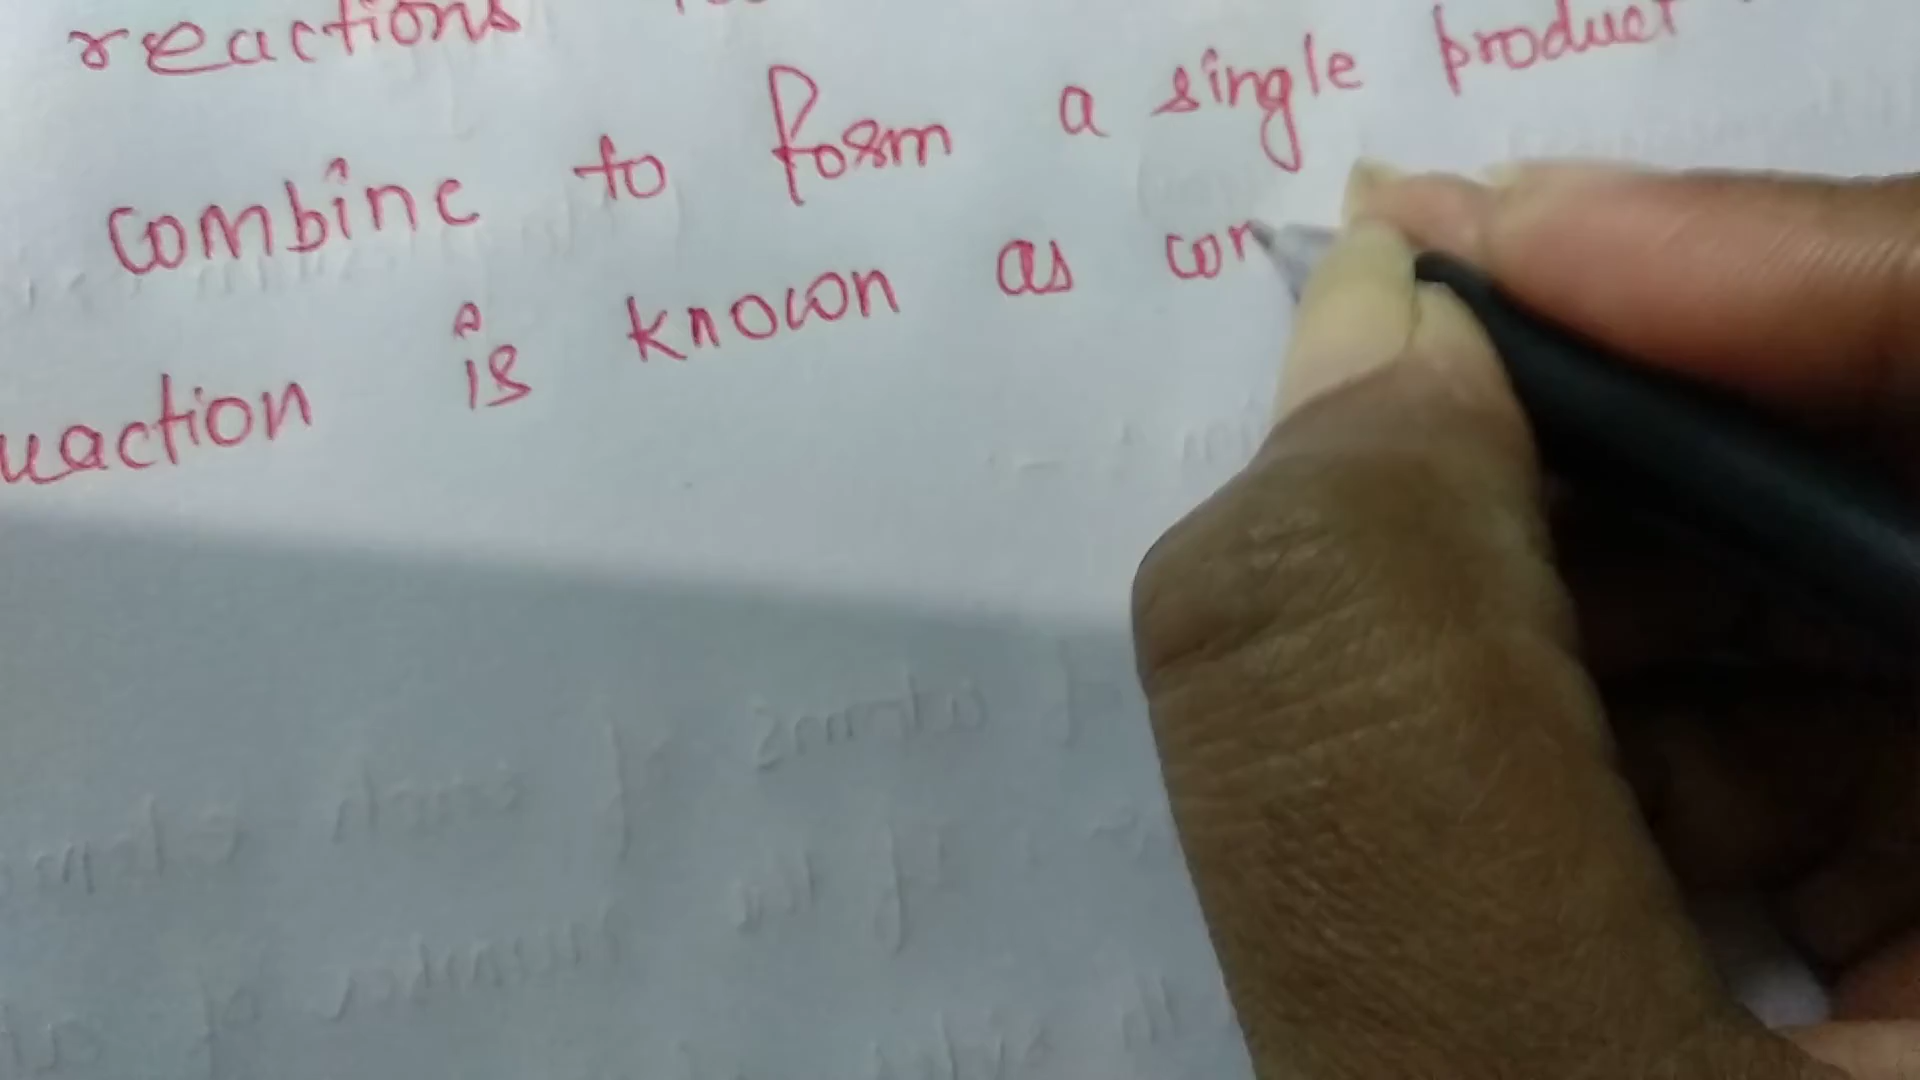 reactions
combine to form a single product
reaction is known as com